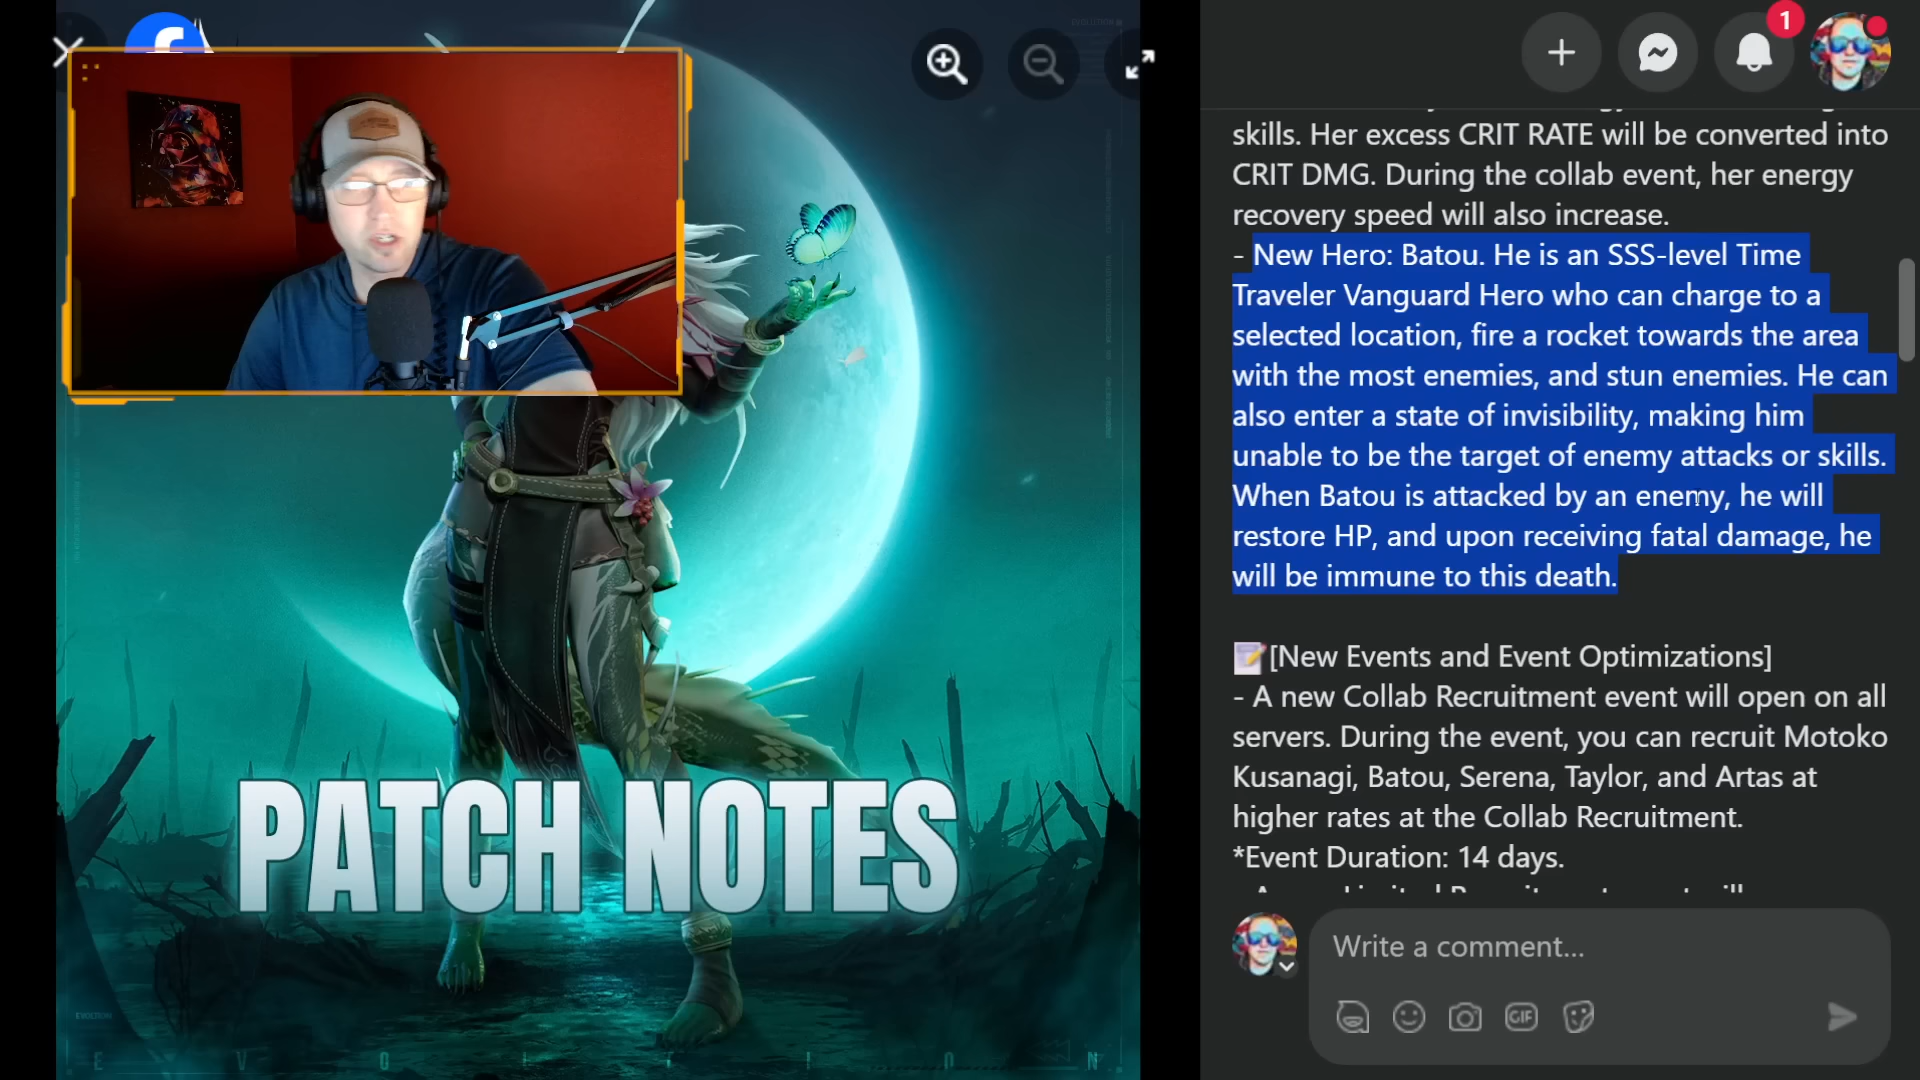 1
skills. Her excess CRIT RATE will be converted into
CRIT DMG. During the collab event, her energy
recovery speed will also increase.
- New Hero: Batou. He is an SSS-level Time
Traveler Vanguard Hero who can charge to a
selected location, fire a rocket towards the area
with the most enemies, and stun enemies. He can
also enter a state of invisibility, making him
unable to be the target of enemy attacks or skills.
When Batou is attacked by an enemy, he will
restore HP, and upon receiving fatal damage, he
will be immune to this death.
📝[New Events and Event Optimizations]
- A new Collab Recruitment event will open on all
servers. During the event, you can recruit Motoko
Kusanagi, Batou, Serena, Taylor, and Artas at
higher rates at the Collab Recruitment.
*Event Duration: 14 days.
Write a comment...
GIF
PATCH NOTES
E V O L T I O N